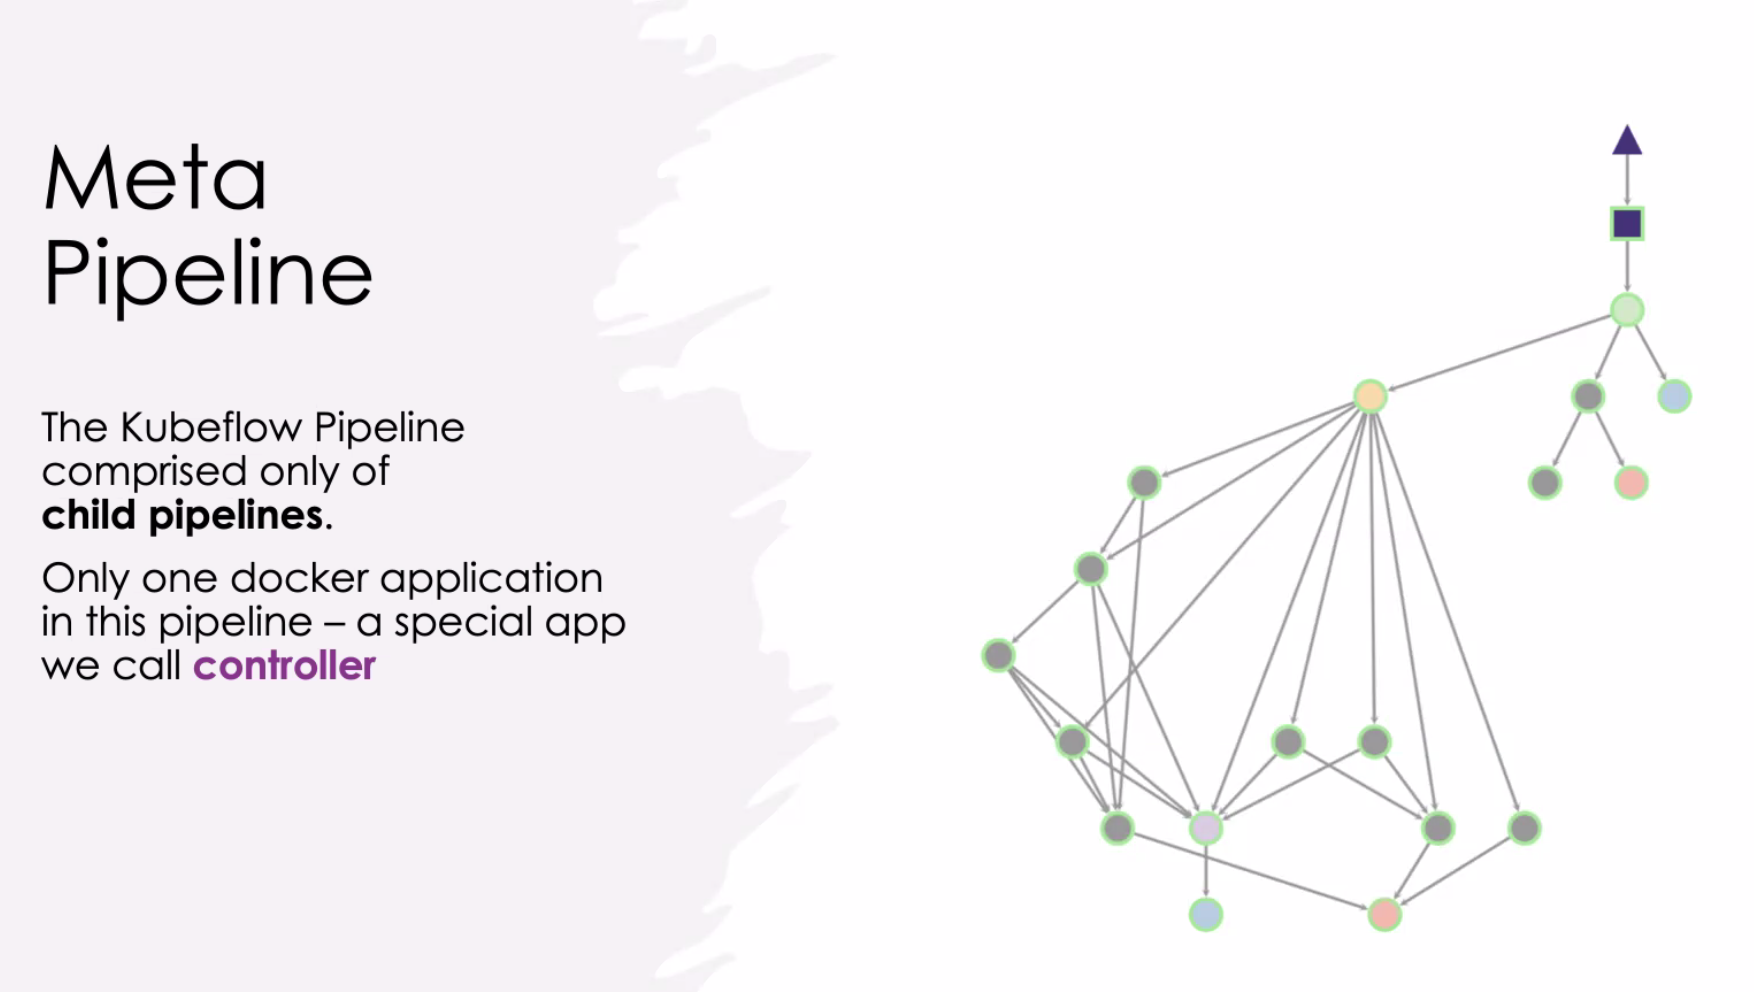 Meta
Pipeline
The Kubeflow Pipeline
comprised only of
child pipelines.
Only one docker application
in this pipeline – a special app
we call controller